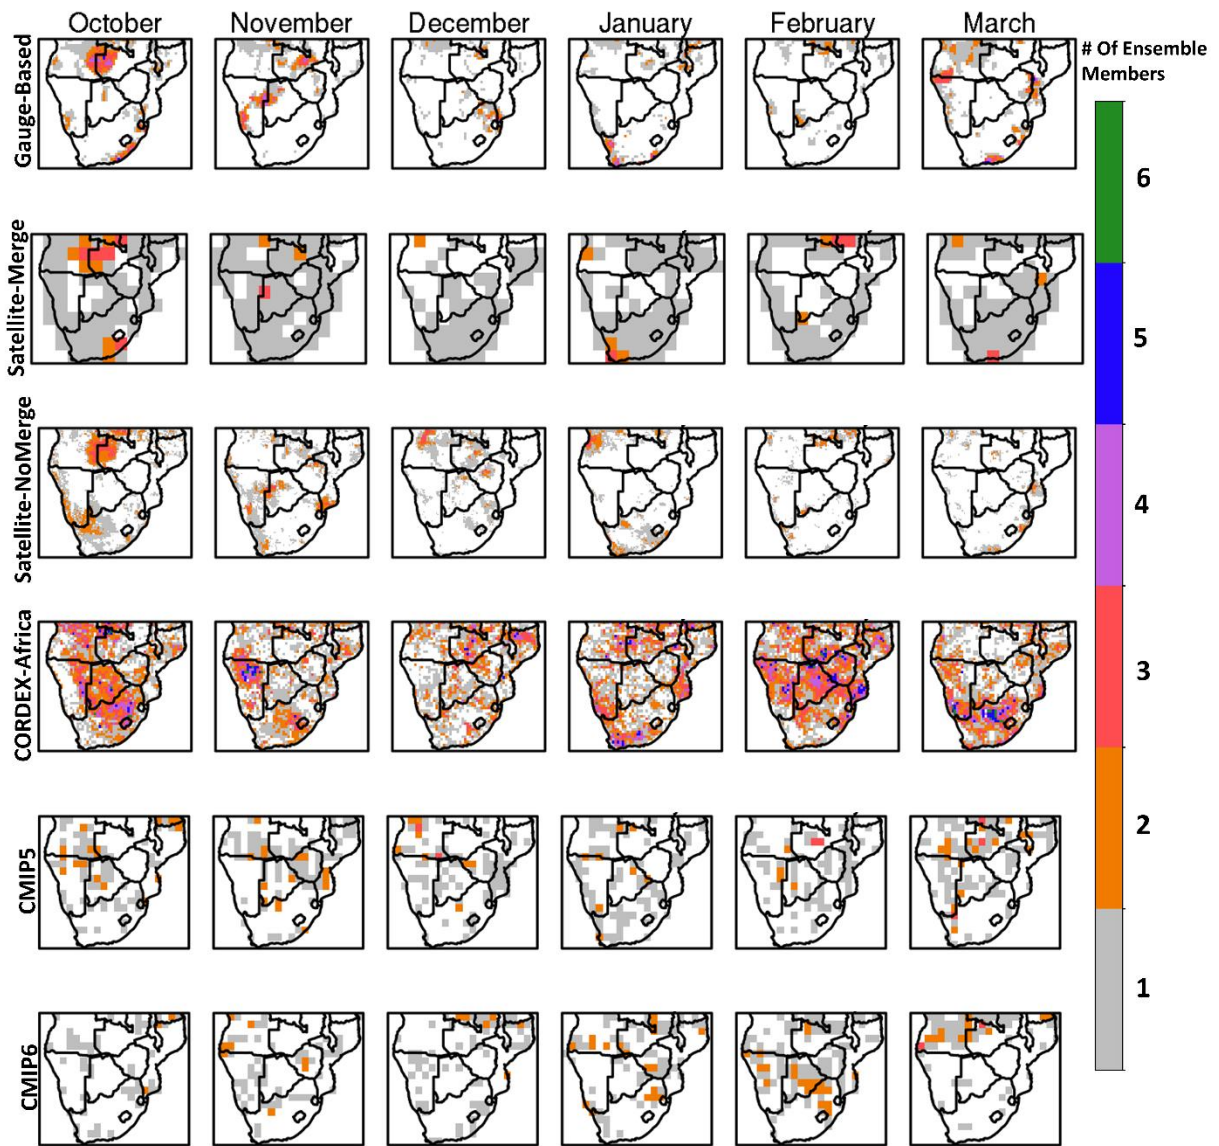 October
November
December
January
February
March
# Of Ensemble
Members
Gauge-Based
Satellite-Merge
Satellite-NoMerge
CORDEX-Africa
CMIP5
CMIP6
6
5
4
3
2
1